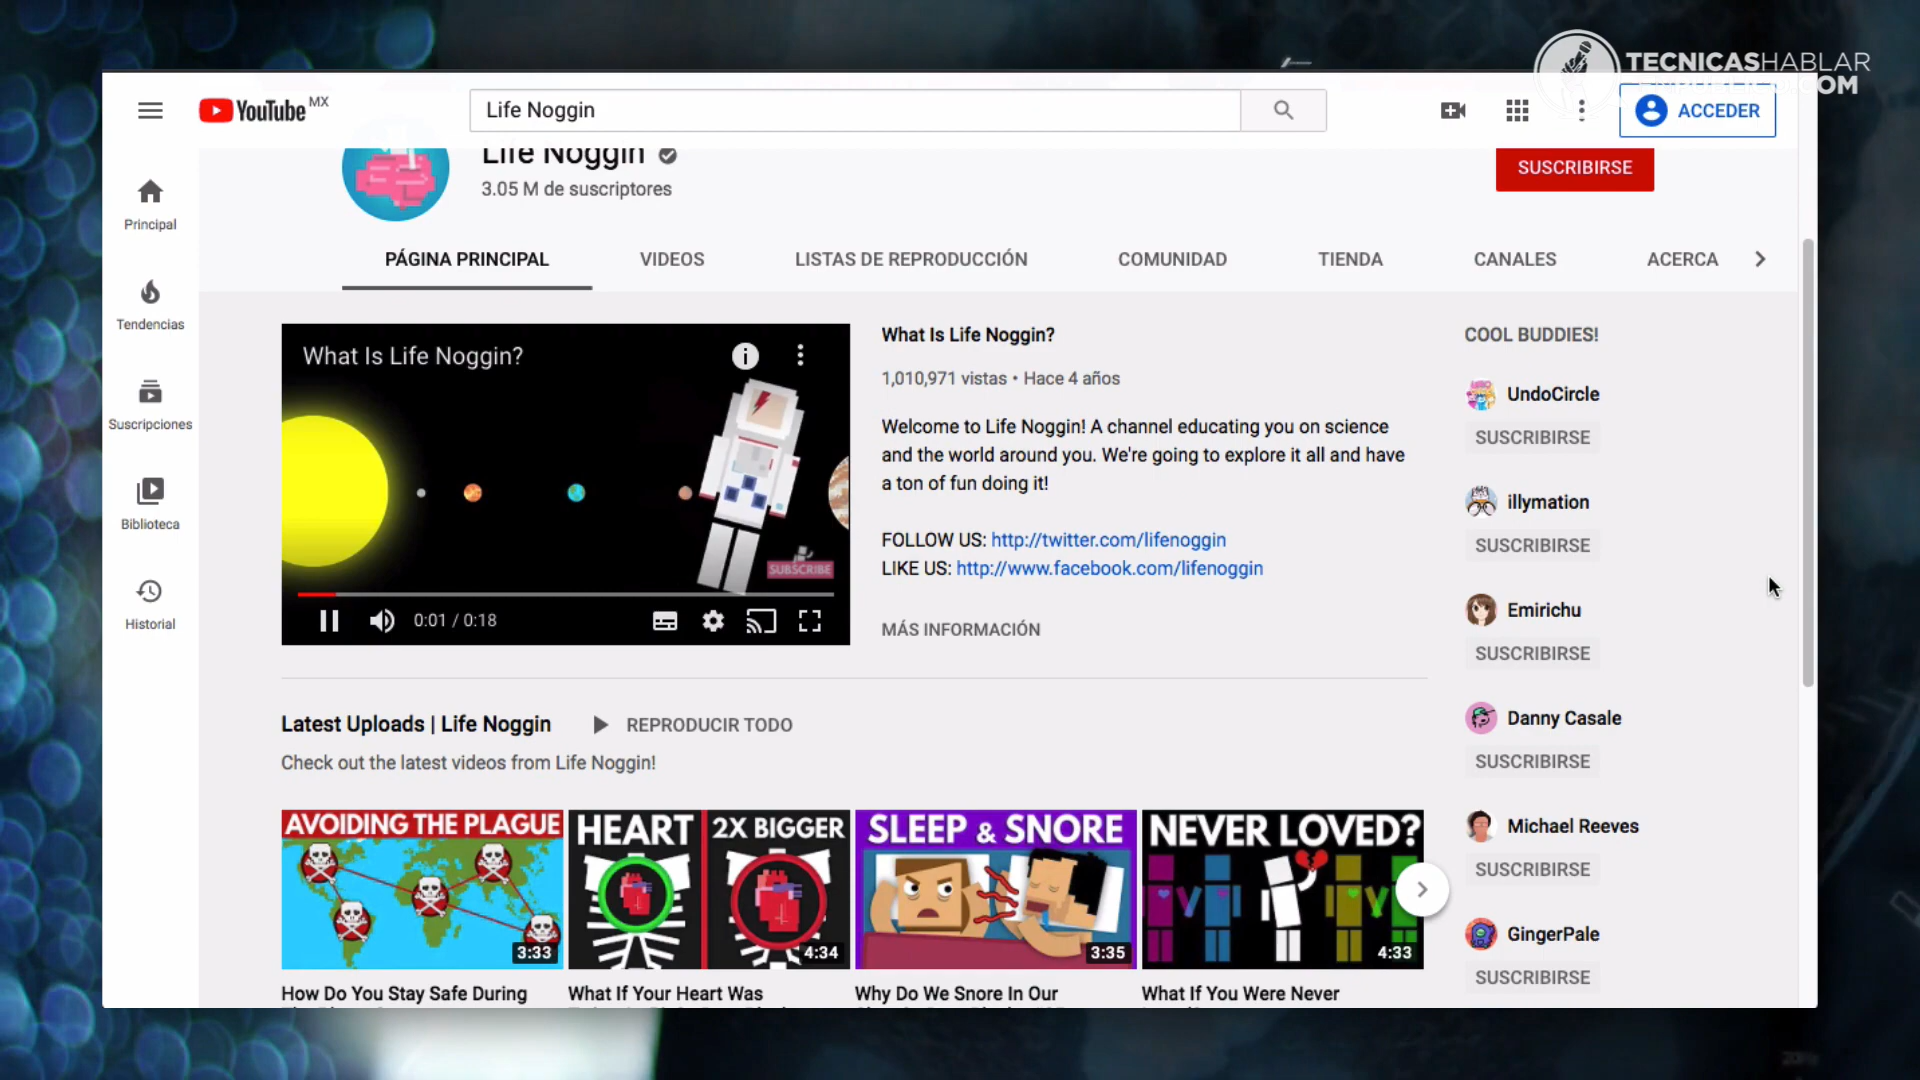 TECNICASHABLAR
.COM
YouTube MX
Life Noggin
ACCEDER
Life Noggin
3.05 M de suscriptores
SUSCRIBIRSE
Principal
Tendencias
Suscripciones
Biblioteca
Historial
PÁGINA PRINCIPAL
VIDEOS
LISTAS DE REPRODUCCIÓN
COMUNIDAD
TIENDA
CANALES
ACERCA
What Is Life Noggin?
SUBSCRIBE
0:01 / 0:18
What Is Life Noggin?
1,010,971 vistas • Hace 4 años
Welcome to Life Noggin! A channel educating you on science
and the world around you. We're going to explore it all and have
a ton of fun doing it!
FOLLOW US: http://twitter.com/lifenoggin
LIKE US: http://www.facebook.com/lifenoggin
MÁS INFORMACIÓN
COOL BUDDIES!
UndoCircle
SUSCRIBIRSE
illymation
SUSCRIBIRSE
Emirichu
SUSCRIBIRSE
Danny Casale
SUSCRIBIRSE
Michael Reeves
SUSCRIBIRSE
GingerPale
SUSCRIBIRSE
Latest Uploads | Life Noggin
REPRODUCIR TODO
Check out the latest videos from Life Noggin!
AVOIDING THE PLAGUE
3:33
HEART 2X BIGGER
4:34
SLEEP & SNORE
3:35
NEVER LOVED?
4:33
How Do You Stay Safe During
What If Your Heart Was
Why Do We Snore In Our
What If You Were Never